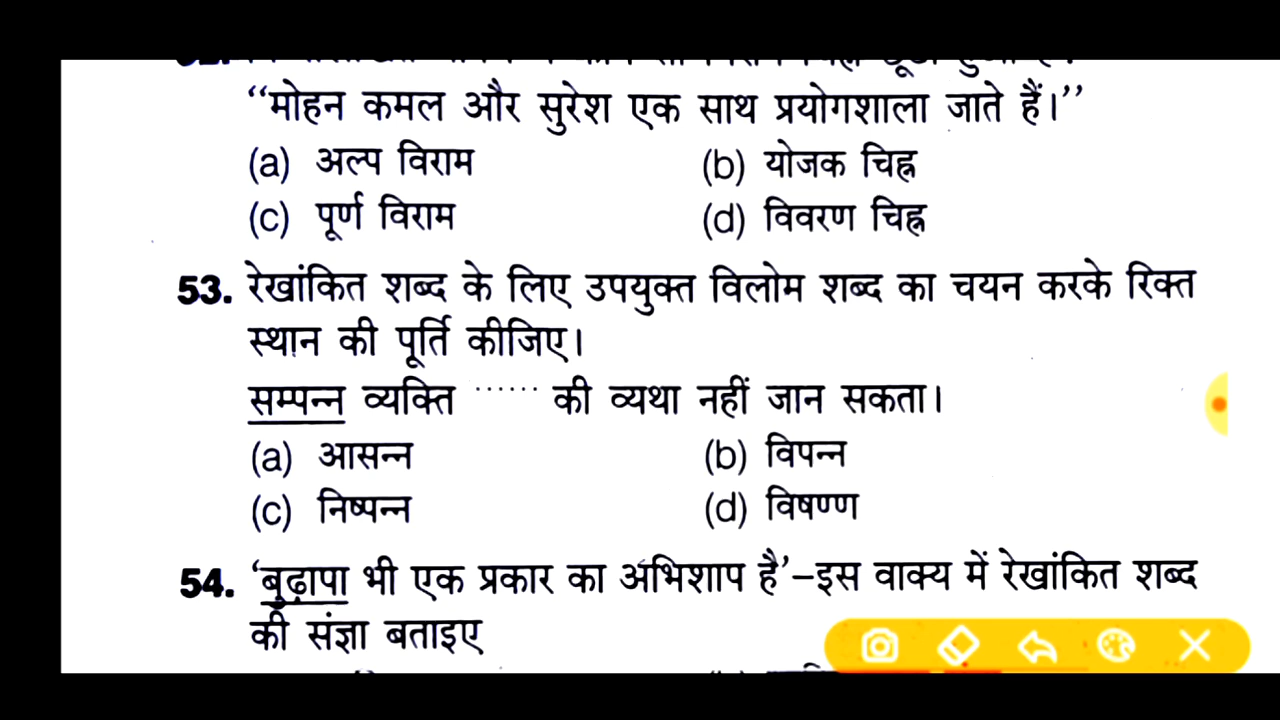 “मोहन कमल और सुरेश एक साथ प्रयोगशाला जाते हैं।”
(a) अल्प विराम (b) योजक चिह्न
(c) पूर्ण विराम (d) विवरण चिह्न
53. रेखांकित शब्द के लिए उपयुक्त विलोम शब्द का चयन करके रिक्त
स्थान की पूर्ति कीजिए।
सम्पन्न व्यक्ति ...... की व्यथा नहीं जान सकता।
(a) आसन्न (b) विपन्न
(c) निष्पन्न (d) विषण्ण
54. ‘बुढ़ापा भी एक प्रकार का अभिशाप है’–इस वाक्य में रेखांकित शब्द
की संज्ञा बताइए